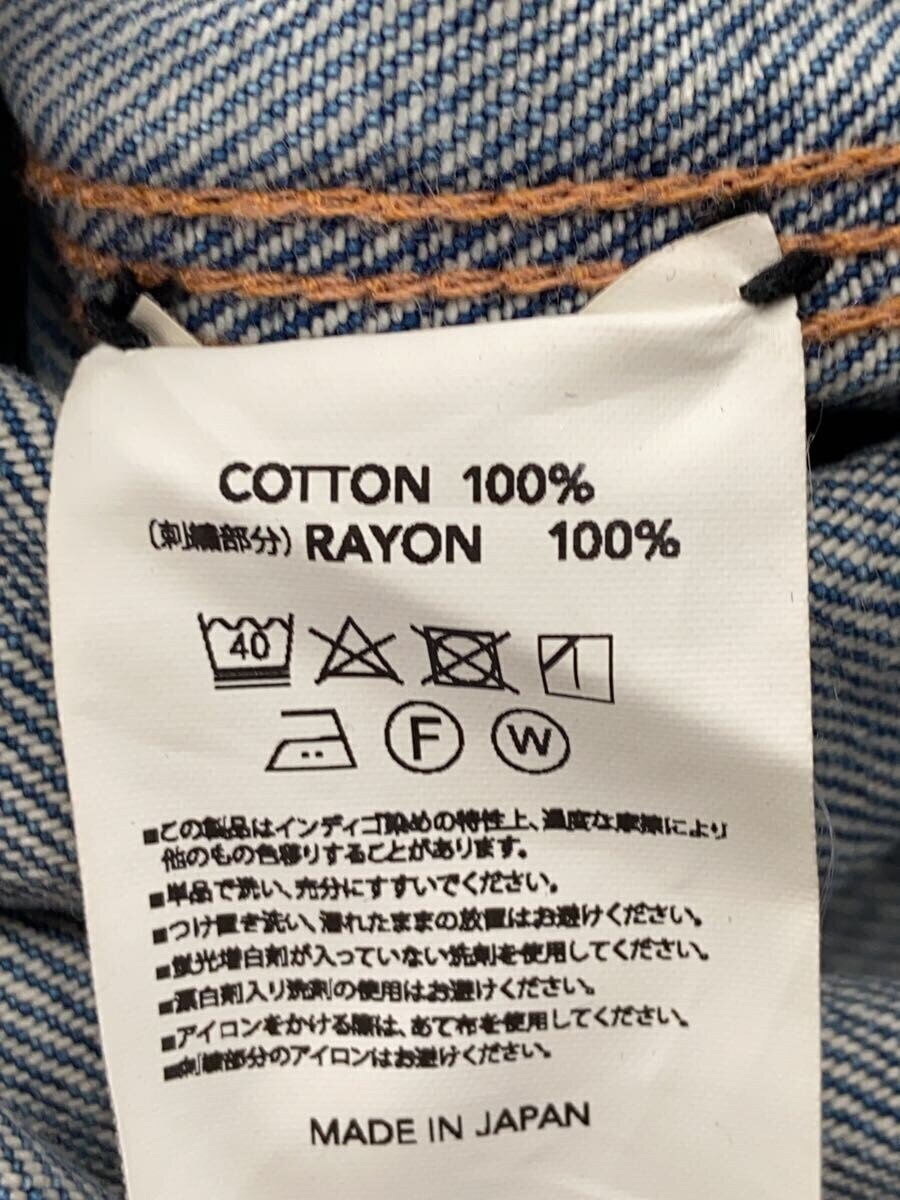 COTTON 100%
(刺繍部分) RAYON 100%
40
F W
■この製品はインディゴ染めの特性上、温度な摩擦により
他のもの色移りすることがあります。
■単品で洗い、充分にすすいでください。
■つけ置き洗い、濡れたままの放置はお避けください。
■蛍光増白剤が入っていない洗剤を使用してください。
■漂白剤入り洗剤の使用はお避けください。
■アイロンをかける際は、あて布を使用してください。
■刺繍部分のアイロンはお避けください。
MADE IN JAPAN